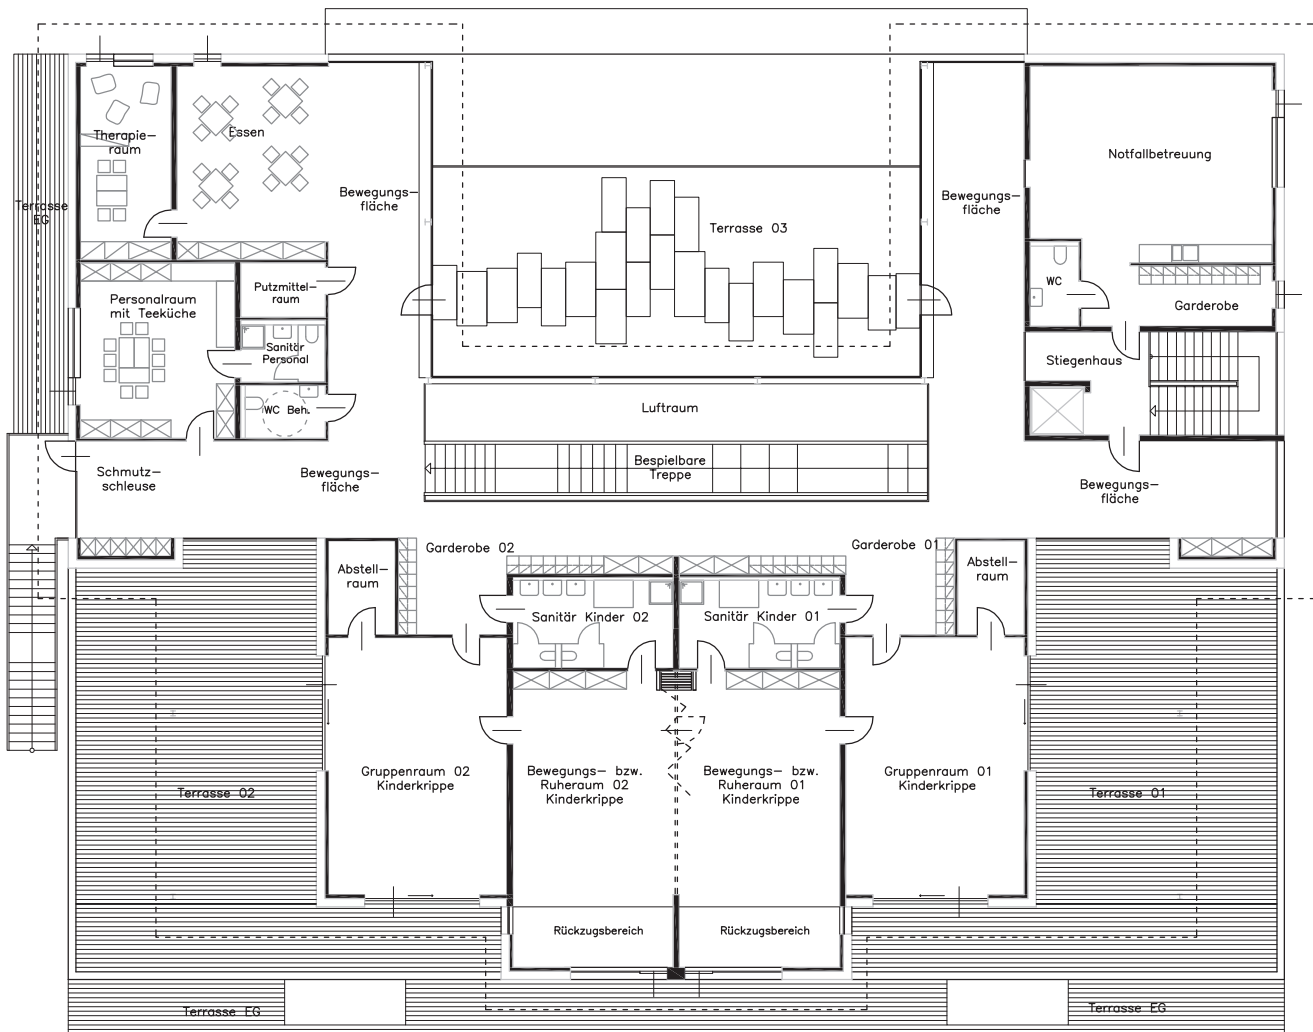 Therapie-
raum
Essen
Bewegungs-
fläche
Terrasse 03
Bewegungs-
fläche
Notfallbetreuung
Terrasse
EG
Personalraum
mit Teeküche
Putzmittel-
raum
Sanitär
Personal
WC Beh.
WC
Garderobe
Stiegenhaus
Luftraum
Bespielbare
Treppe
Schmutz-
schleuse
Bewegungs-
fläche
Bewegungs-
fläche
Abstell-
raum
Garderobe 02
Garderobe 01
Abstell-
raum
Sanitär Kinder 02
Sanitär Kinder 01
Terrasse 02
Gruppenraum 02
Kinderkrippe
Bewegungs- bzw.
Ruheraum 02
Kinderkrippe
Bewegungs- bzw.
Ruheraum 01
Kinderkrippe
Gruppenraum 01
Kinderkrippe
Terrasse 01
Rückzugsbereich
Rückzugsbereich
Terrasse EG
Terrasse EG